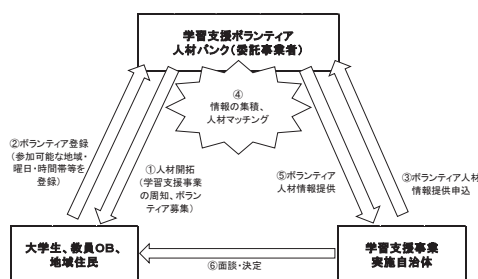 学習支援ボランティア
人材バンク（委託事業者）
④
情報の集積、
人材マッチング
②ボランティア登録
（参加可能な地域・
曜日・時間帯等を
登録）
①人材開拓
（学習支援事業
の周知、ボラン
ティア募集）
⑤ボランティア
人材情報提供
③ボランティア人材
情報提供申込
大学生、教員ＯＢ、
地域住民
⑥面談・決定
学習支援事業
実施自治体